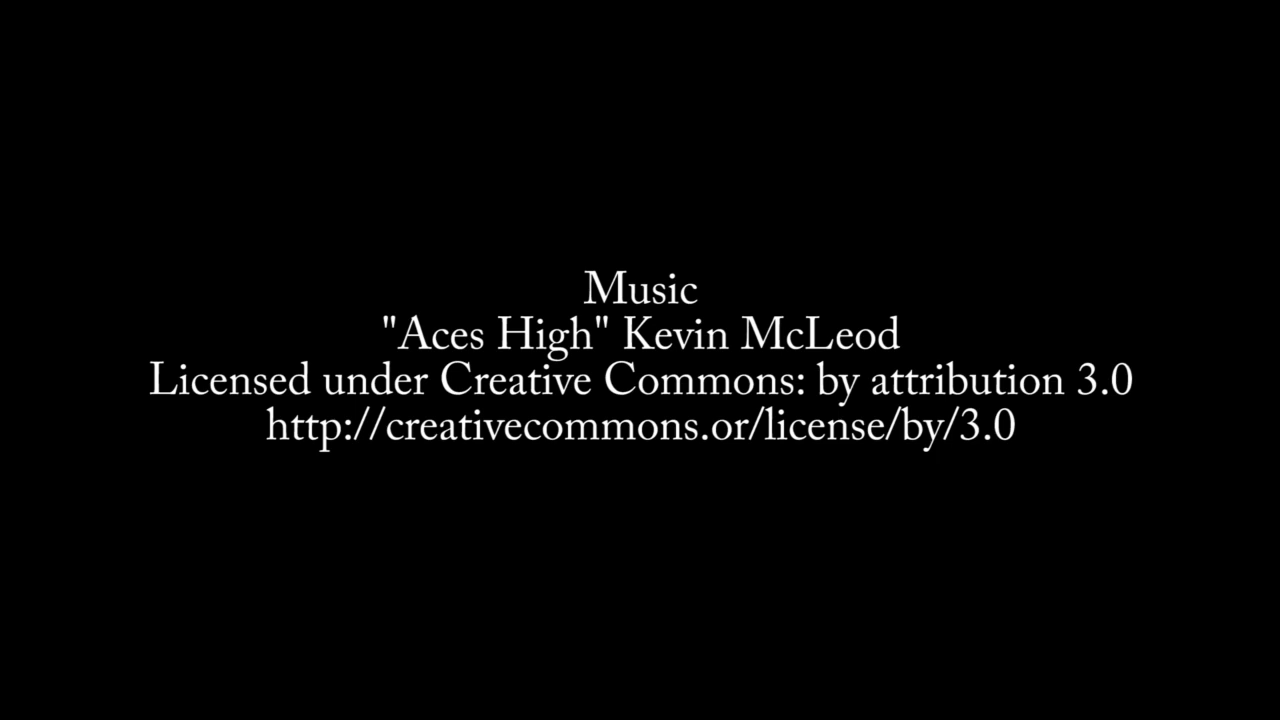 Music
"Aces High" Kevin McLeod
Licensed under Creative Commons: by attribution 3.0
http://creativecommons.or/license/by/3.0